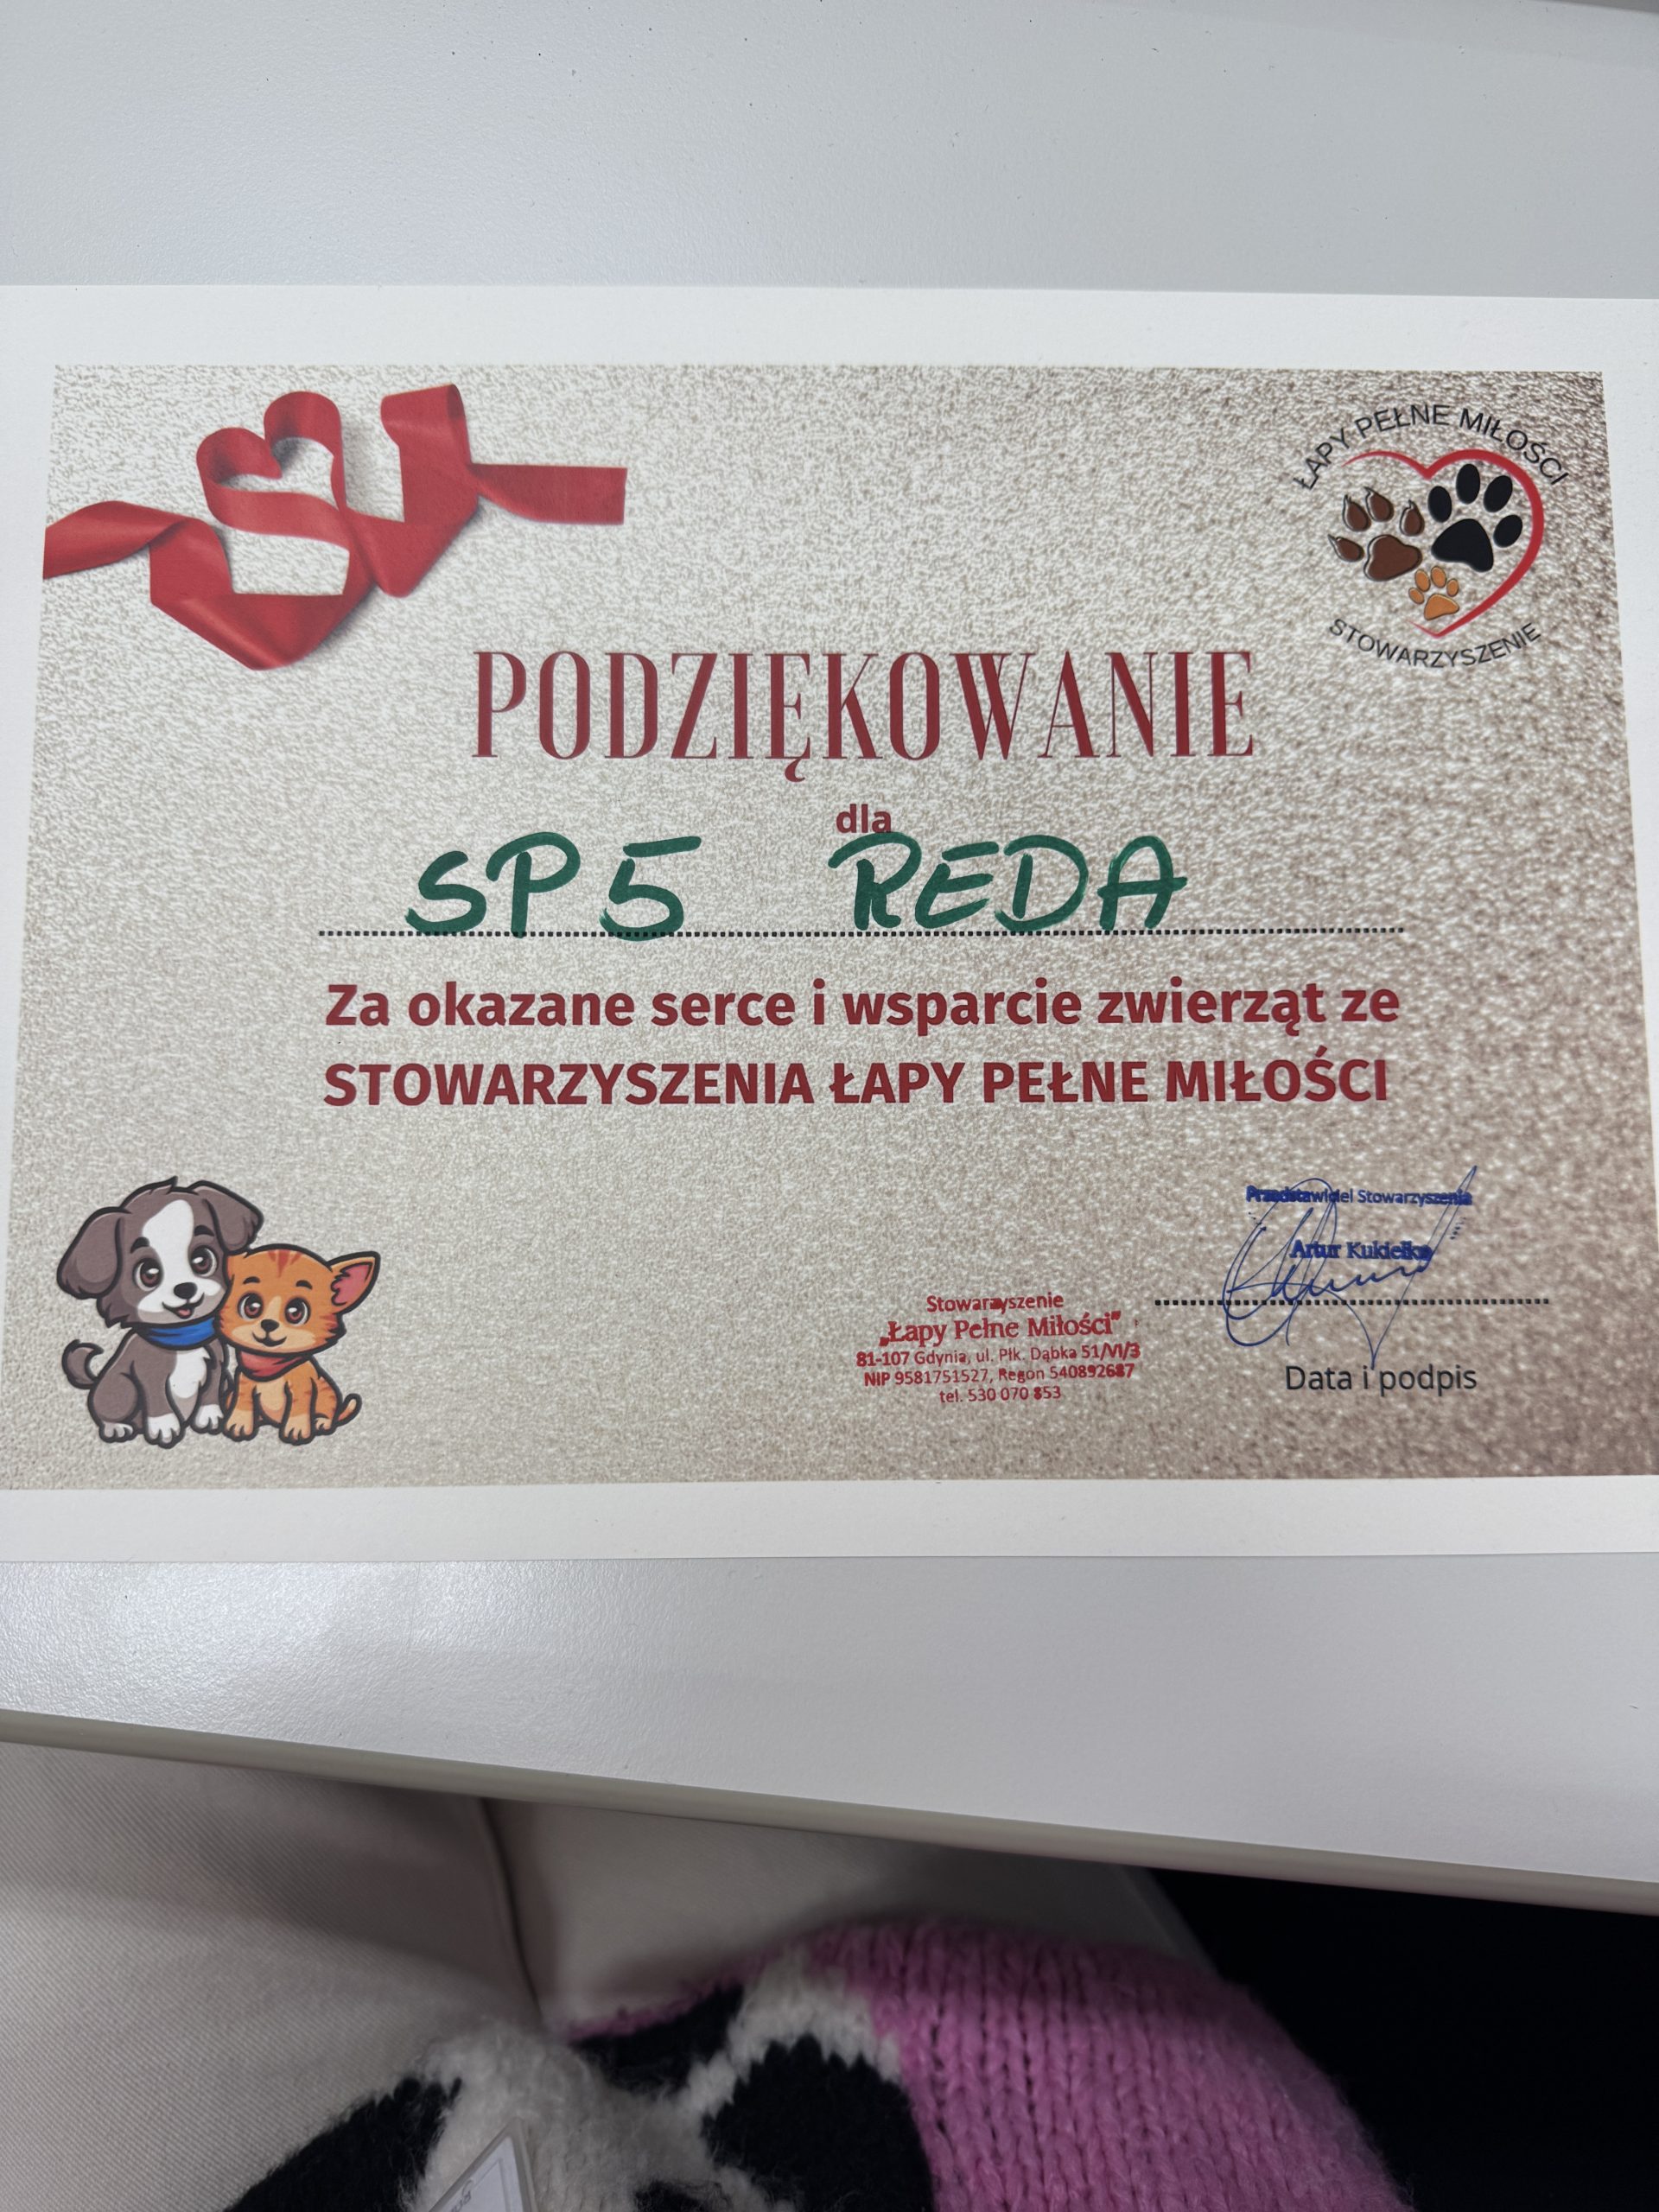 ŁAPY PEŁNE MIŁOŚCI
STOWARZYSZENIE
PODZIĘKOWANIE
dla
SP 5 REDA
Za okazane serce i wsparcie zwierząt ze
STOWARZYSZENIA ŁAPY PEŁNE MIŁOŚCI
Przedstawiciel Stowarzyszenia
Artur Kukiełko
Stowarzyszenie
„Łapy Pełne Miłości"
81-107 Gdynia, ul. Płk. Dąbka 51/VI/3
NIP 9581751527, Regon 540892687
tel. 530 070 853
Data i podpis